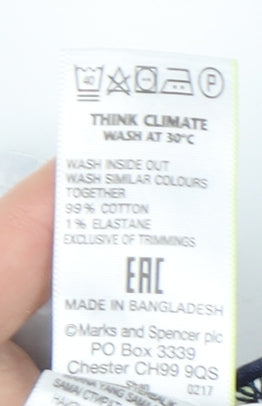 40 P
THINK CLIMATE
WASH AT 30°C
WASH INSIDE OUT
WASH SIMILAR COLOURS
TOGETHER
99% COTTON
1% ELASTANE
EXCLUSIVE OF TRIMMINGS
EAC
MADE IN BANGLADESH
©Marks and Spencer plc
PO Box 3339
Chester CH99 9QS
0217